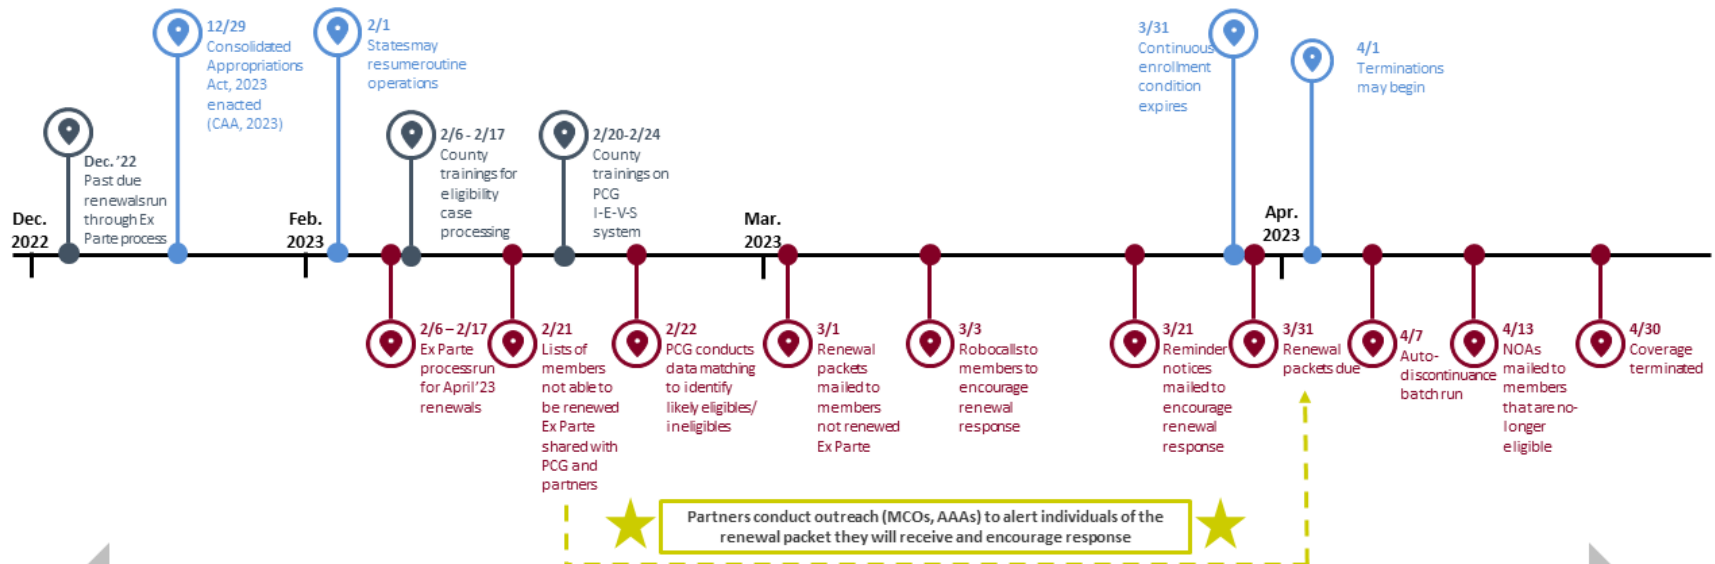 12/29
Consolidated
Appropriations
Act, 2023
enacted
(CAA, 2023)
2/1
States may
resume routine
operations
3/31
Continuous
enrollment
condition
expires
4/1
Terminations
may begin
Dec. '22
Past due
renewals run
through Ex
Parte process
2/6 - 2/17
County
trainings for
eligibility
case
processing
2/20-2/24
County
trainings on
PCG
I-E-V-S
system
Dec.
2022
Feb.
2023
Mar.
2023
Apr.
2023
2/6 – 2/17
Ex Parte
process run
for April '23
renewals
2/21
Lists of
members
not able to
be renewed
Ex Parte
shared with
PCG and
partners
2/22
PCG conducts
data matching
to identify
likely eligibles/
ineligibles
3/1
Renewal
packets
mailed to
members
not renewed
Ex Parte
3/3
Robocalls to
members to
encourage
renewal
response
3/21
Reminder
notices
mailed to
encourage
renewal
response
3/31
Renewal
packets due
4/7
Auto-
discontinuance
batch run
4/13
NOAs
mailed to
members
that are no-
longer
eligible
4/30
Coverage
terminated
Partners conduct outreach (MCOs, AAAs) to alert individuals of the
renewal packet they will receive and encourage response